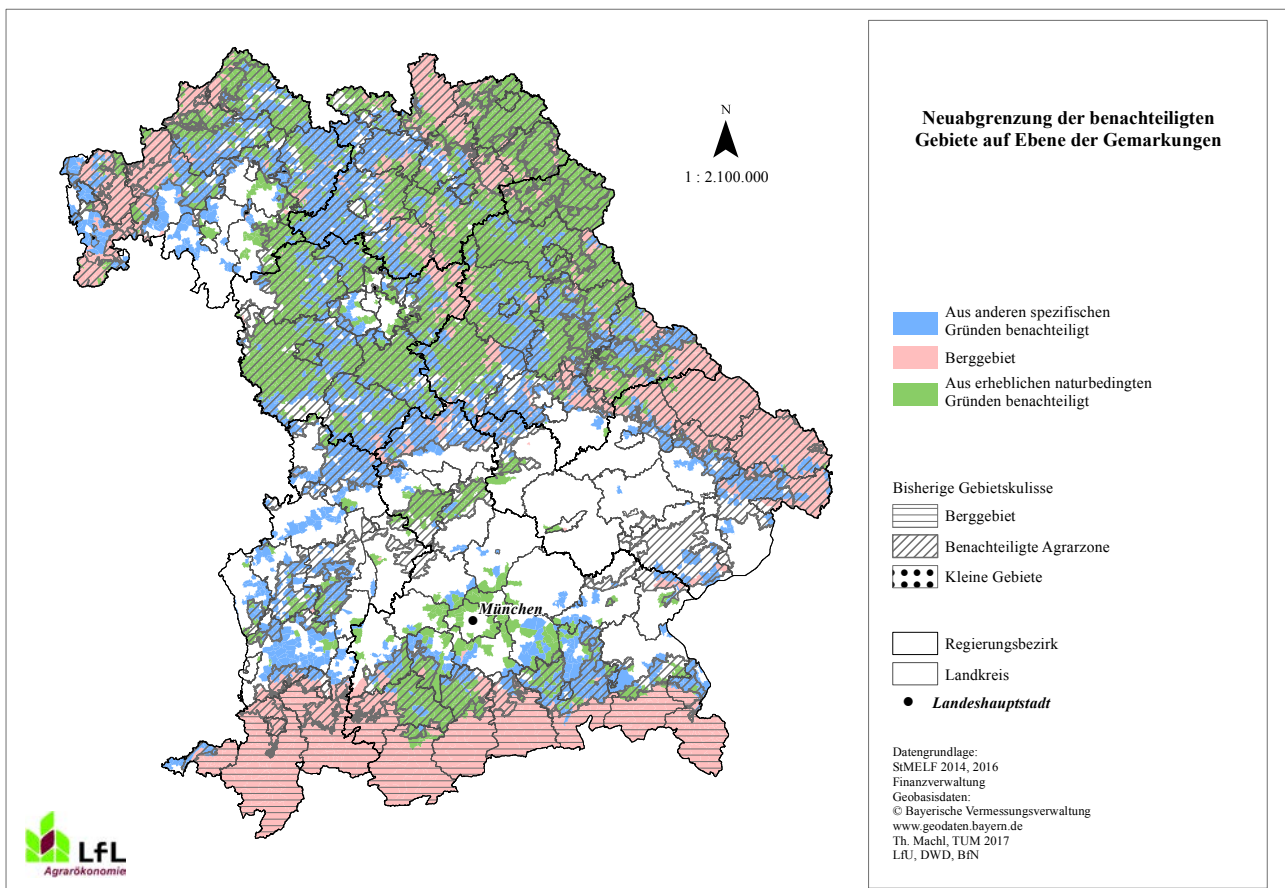 Neuabgrenzung der benachteiligten
Gebiete auf Ebene der Gemarkungen
N
1 : 2.100.000
Aus anderen spezifischen
Gründen benachteiligt
Berggebiet
Aus erheblichen naturbedingten
Gründen benachteiligt
Bisherige Gebietskulisse
Berggebiet
Benachteiligte Agrarzone
Kleine Gebiete
München
Regierungsbezirk
Landkreis
Landeshauptstadt
Datengrundlage:
StMELF 2014, 2016
Finanzverwaltung
Geobasisdaten:
© Bayerische Vermessungsverwaltung
www.geodaten.bayern.de
Th. Machl, TUM 2017
LfU, DWD, BfN
LfL
Agrarökonomie